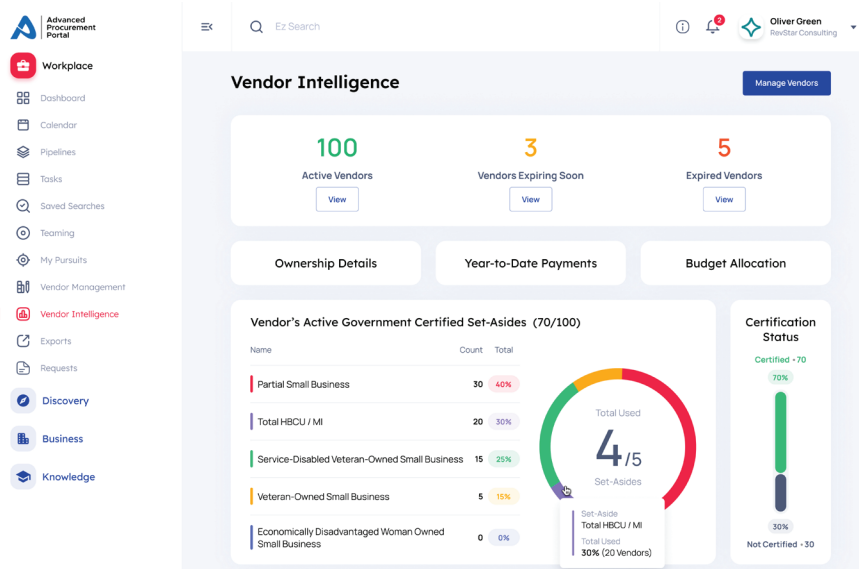 Advanced
Procurement
Portal
Ez Search
2
Oliver Green
RevStar Consulting
Workplace
Dashboard
Calendar
Pipelines
Tasks
Saved Searches
Teaming
My Pursuits
Vendor Management
Vendor Intelligence
Exports
Requests
Discovery
Business
Knowledge
Vendor Intelligence
Manage Vendors
100
Active Vendors
View
3
Vendors Expiring Soon
View
5
Expired Vendors
View
Ownership Details
Year-to-Date Payments
Budget Allocation
Vendor's Active Government Certified Set-Asides (70/100)
Name Count Total
Partial Small Business 30 40%
Total HBCU / MI 20 30%
Service-Disabled Veteran-Owned Small Business 15 25%
Veteran-Owned Small Business 5 15%
Economically Disadvantaged Woman Owned
Small Business 0 0%
Total Used
4/5
Set-Asides
Set-Aside
Total HBCU / MI
Total Used
30% (20 Vendors)
Certification
Status
Certified • 70
70%
30%
Not Certified • 30